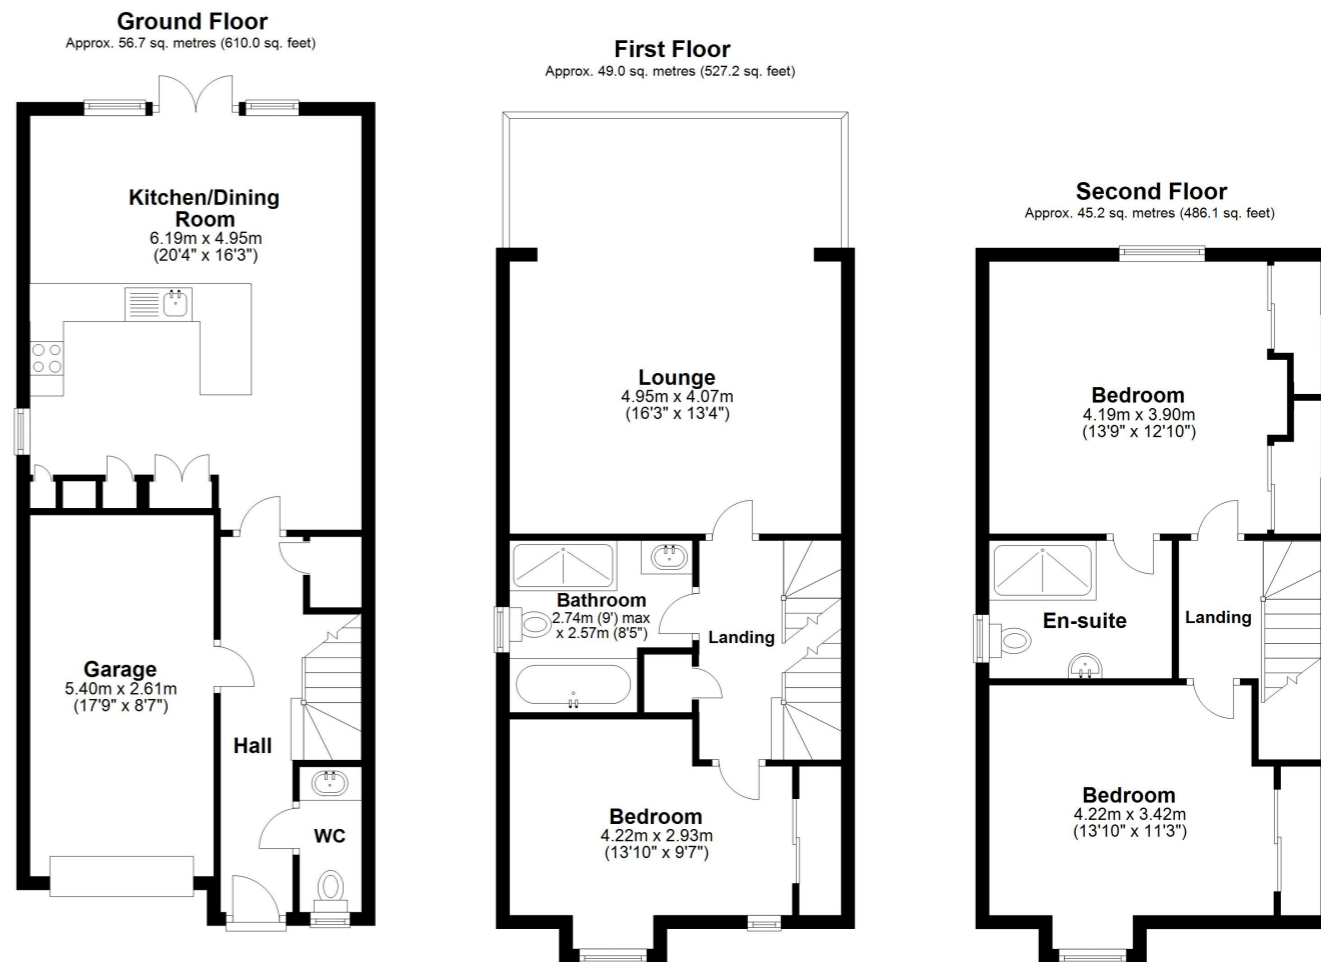 Ground Floor
Approx. 56.7 sq. metres (610.0 sq. feet)
Kitchen/Dining
Room
6.19m x 4.95m
(20'4" x 16'3")
Garage
5.40m x 2.61m
(17'9" x 8'7")
Hall
WC
First Floor
Approx. 49.0 sq. metres (527.2 sq. feet)
Lounge
4.95m x 4.07m
(16'3" x 13'4")
Bathroom
2.74m (9') max
x 2.57m (8'5")
Landing
Bedroom
4.22m x 2.93m
(13'10" x 9'7")
Second Floor
Approx. 45.2 sq. metres (486.1 sq. feet)
Bedroom
4.19m x 3.90m
(13'9" x 12'10")
En-suite
Landing
Bedroom
4.22m x 3.42m
(13'10" x 11'3")